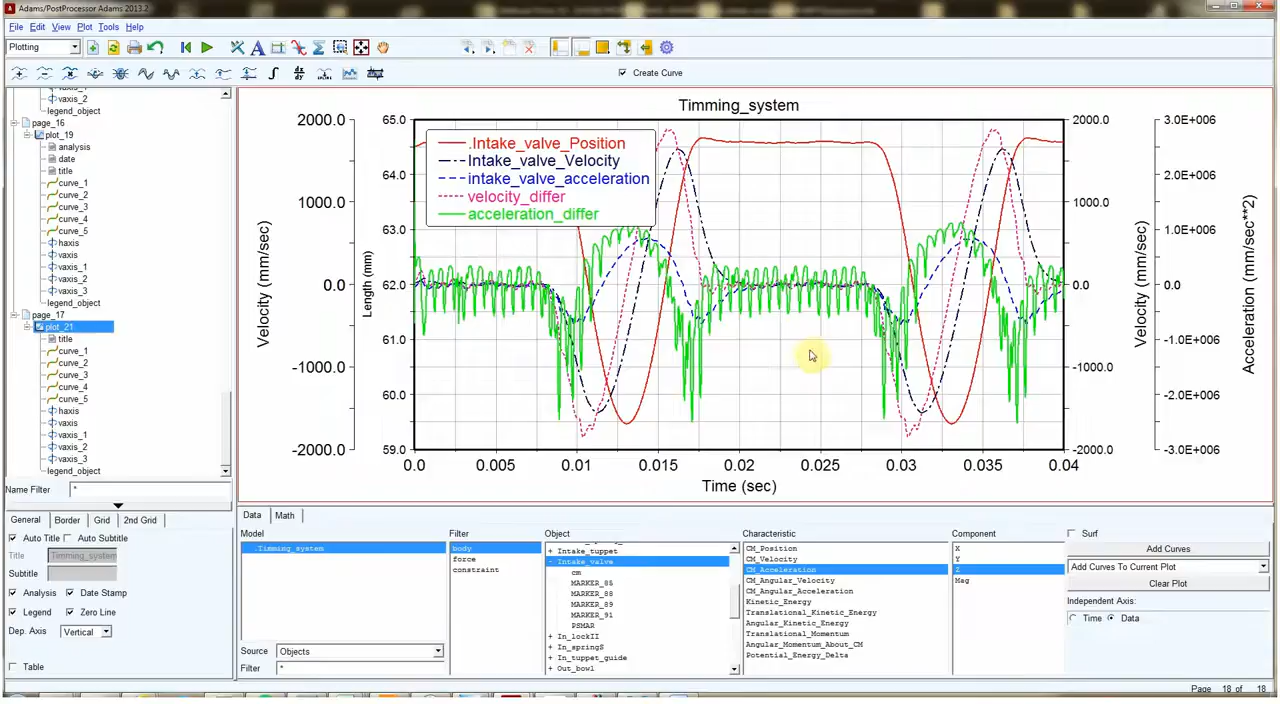 Adams/PostProcessor Adams 2013.2
File Edit View Plot Tools Help
Plotting
Create Curve
vaxis_2
legend_object
page_16
plot_19
analysis
date
title
curve_1
curve_2
curve_3
curve_4
curve_5
haxis
vaxis
vaxis_1
vaxis_2
vaxis_3
legend_object
page_17
plot_21
title
curve_1
curve_2
curve_3
curve_4
curve_5
haxis
vaxis
vaxis_1
vaxis_2
vaxis_3
legend_object
Name Filter *
General Border Grid 2nd Grid
Auto Title Auto Subtitle
Title Timming_system
Subtitle
Analysis Date Stamp
Legend Zero Line
Dep. Axis Vertical
Table
Timming_system
.Intake_valve_Position
Intake_valve_Velocity
intake_valve_acceleration
velocity_differ
acceleration_differ
Velocity (mm/sec)
2000.0
1000.0
0.0
-1000.0
-2000.0
Length (mm)
65.0
64.0
63.0
62.0
61.0
60.0
59.0
2000.0
1000.0
0.0
-1000.0
-2000.0
Velocity (mm/sec)
3.0E+006
2.0E+006
1.0E+006
0.0
-1.0E+006
-2.0E+006
-3.0E+006
Acceleration (mm/sec**2)
0.0 0.005 0.01 0.015 0.02 0.025 0.03 0.035 0.04
Time (sec)
Data Math
Model
.Timming_system
Source Objects
Filter *
Filter
body
force
constraint
Object
+ Intake_tuppet
- Intake_valve
cm
MARKER_85
MARKER_88
MARKER_89
MARKER_91
PSMAR
+ In_lockII
+ In_springS
+ In_tuppet_guide
+ Out_bowl
Characteristic
CM_Position
CM_Velocity
CM_Acceleration
CM_Angular_Velocity
CM_Angular_Acceleration
Kinetic_Energy
Translational_Kinetic_Energy
Angular_Kinetic_Energy
Translational_Momentum
Angular_Momentum_About_CM
Potential_Energy_Delta
Component
X
Y
Z
Mag
Surf
Add Curves
Add Curves To Current Plot
Clear Plot
Independent Axis:
Time Data
Page 18 of 18